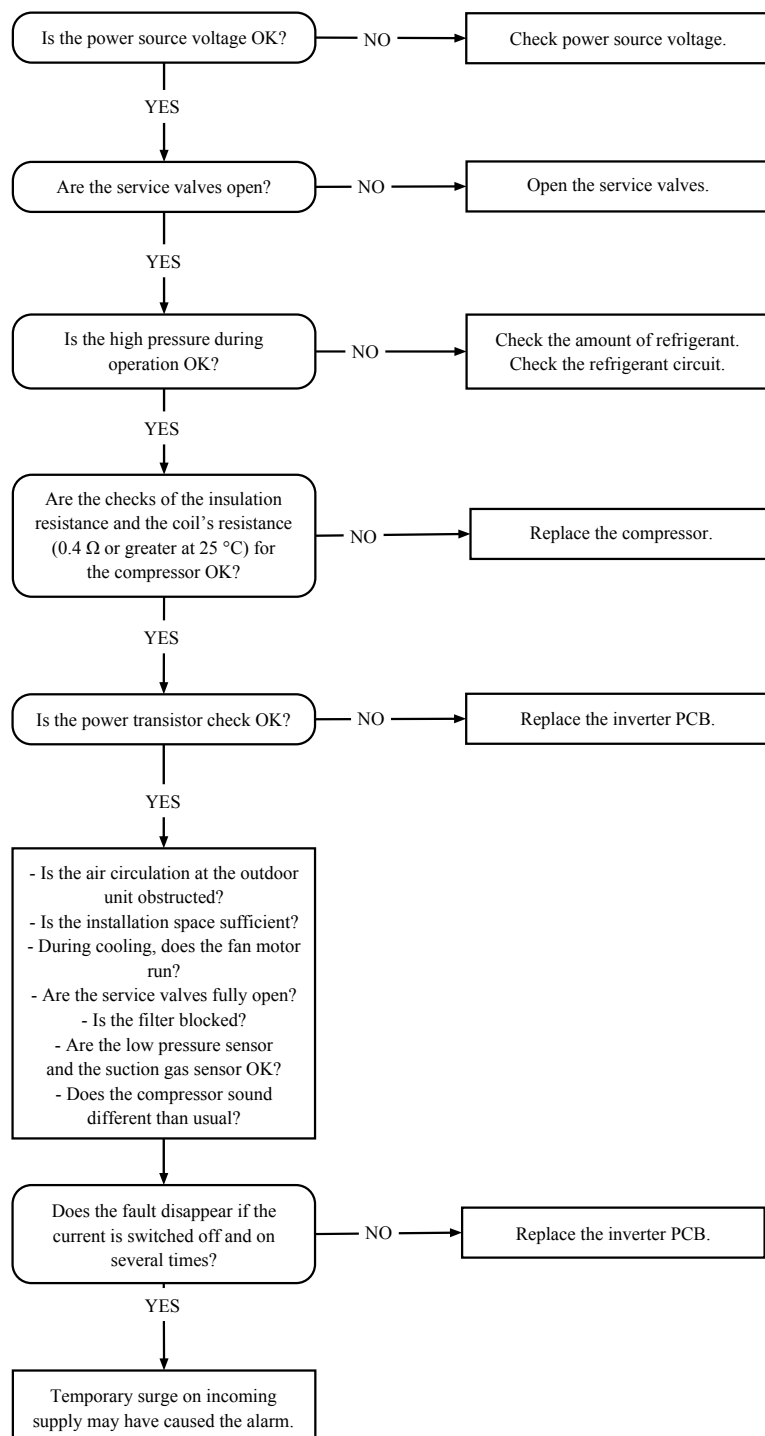 Is the power source voltage OK?
NO
Check power source voltage.
YES
Are the service valves open?
NO
Open the service valves.
YES
Is the high pressure during
operation OK?
NO
Check the amount of refrigerant.
Check the refrigerant circuit.
YES
Are the checks of the insulation
resistance and the coil’s resistance
(0.4 Ω or greater at 25 °C) for
the compressor OK?
NO
Replace the compressor.
YES
Is the power transistor check OK?
NO
Replace the inverter PCB.
YES
- Is the air circulation at the outdoor
unit obstructed?
- Is the installation space sufficient?
- During cooling, does the fan motor
run?
- Are the service valves fully open?
- Is the filter blocked?
- Are the low pressure sensor
and the suction gas sensor OK?
- Does the compressor sound
different than usual?
Does the fault disappear if the
current is switched off and on
several times?
NO
Replace the inverter PCB.
YES
Temporary surge on incoming
supply may have caused the alarm.